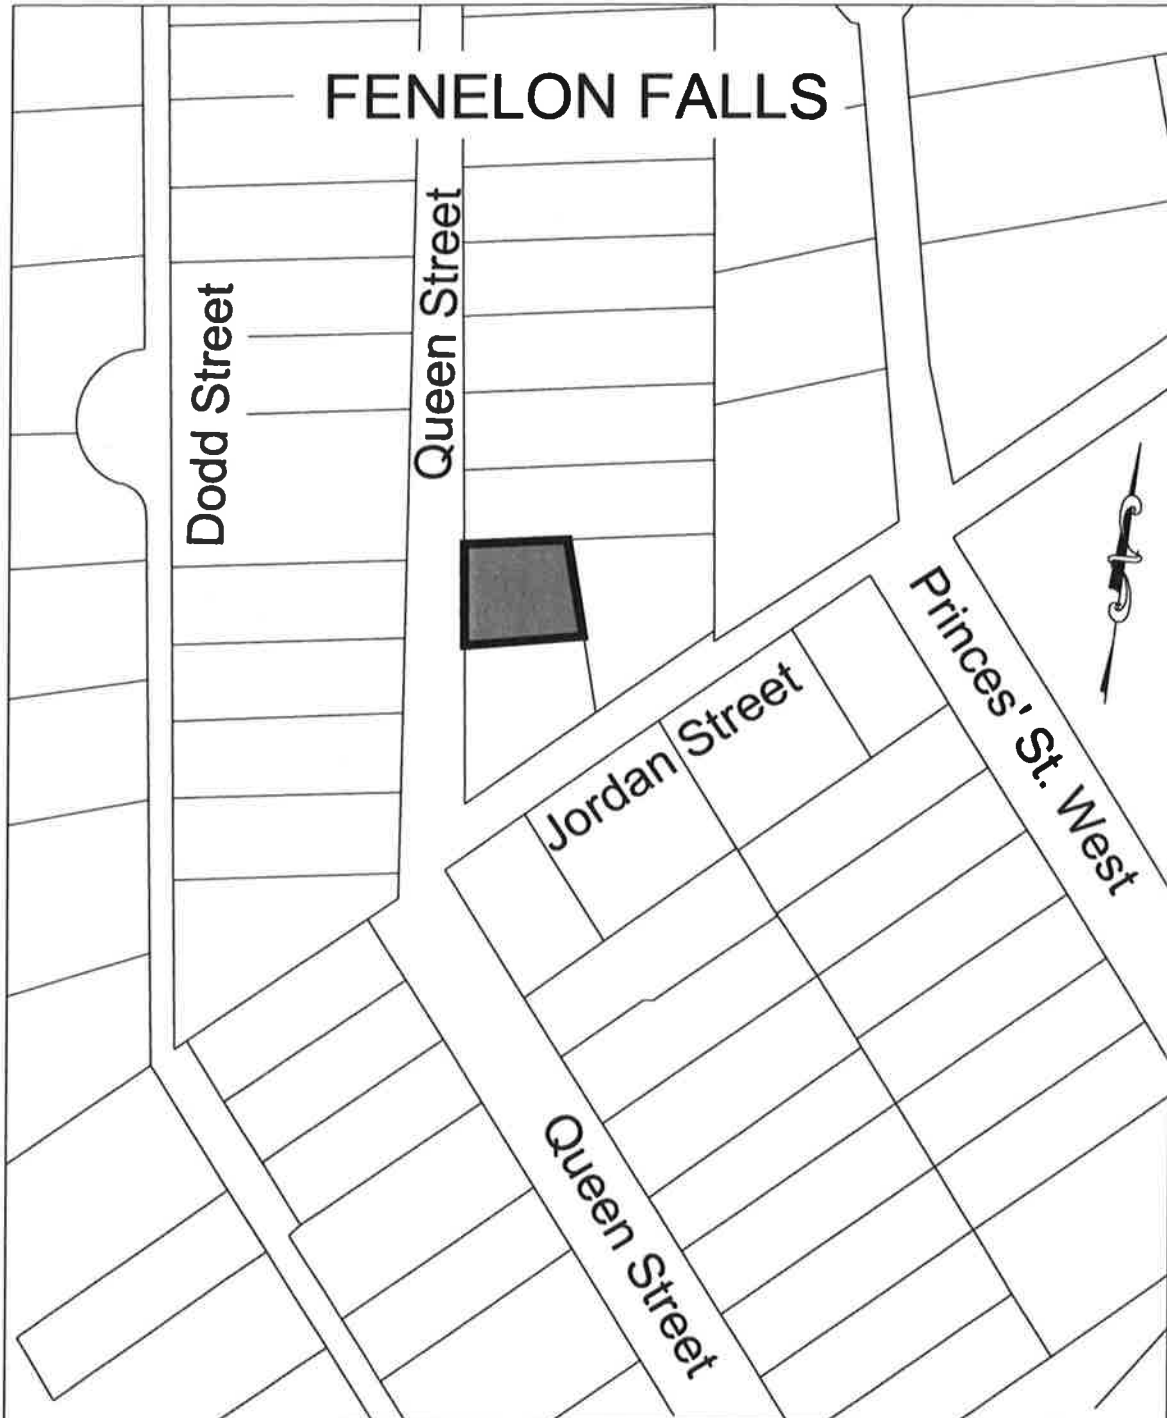 FENELON FALLS
Dodd Street
Queen Street
Jordan Street
Princes' St. West
Queen Street